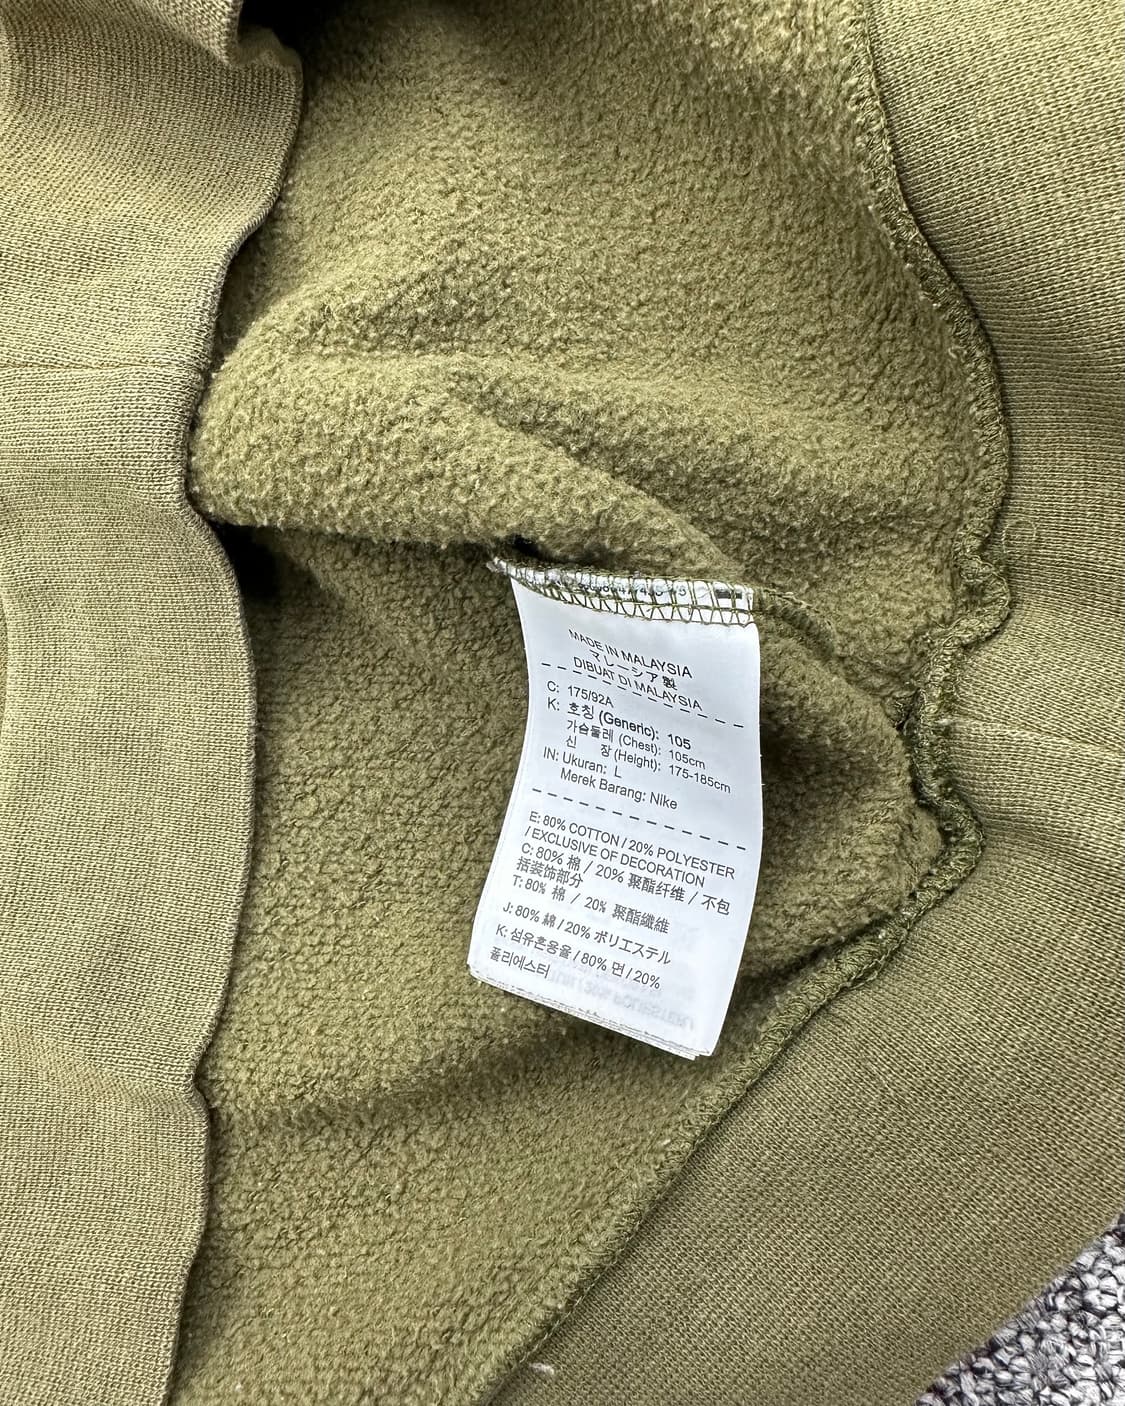 MADE IN MALAYSIA
マレーシア製
DIBUAT DI MALAYSIA
C: 175/92A
K: 호칭 (Generic): 105
가슴둘레 (Chest): 105cm
신 장 (Height): 175-185cm
IN: Ukuran: L
Merek Barang: Nike
E: 80% COTTON / 20% POLYESTER
/ EXCLUSIVE OF DECORATION
C: 80% 棉 / 20% 聚酯纤维 / 不包
括装饰部分
T: 80% 棉 / 20% 聚酯纖維
J: 80% 綿 / 20% ポリエステル
K: 섬유혼용율 / 80% 면 / 20%
폴리에스터